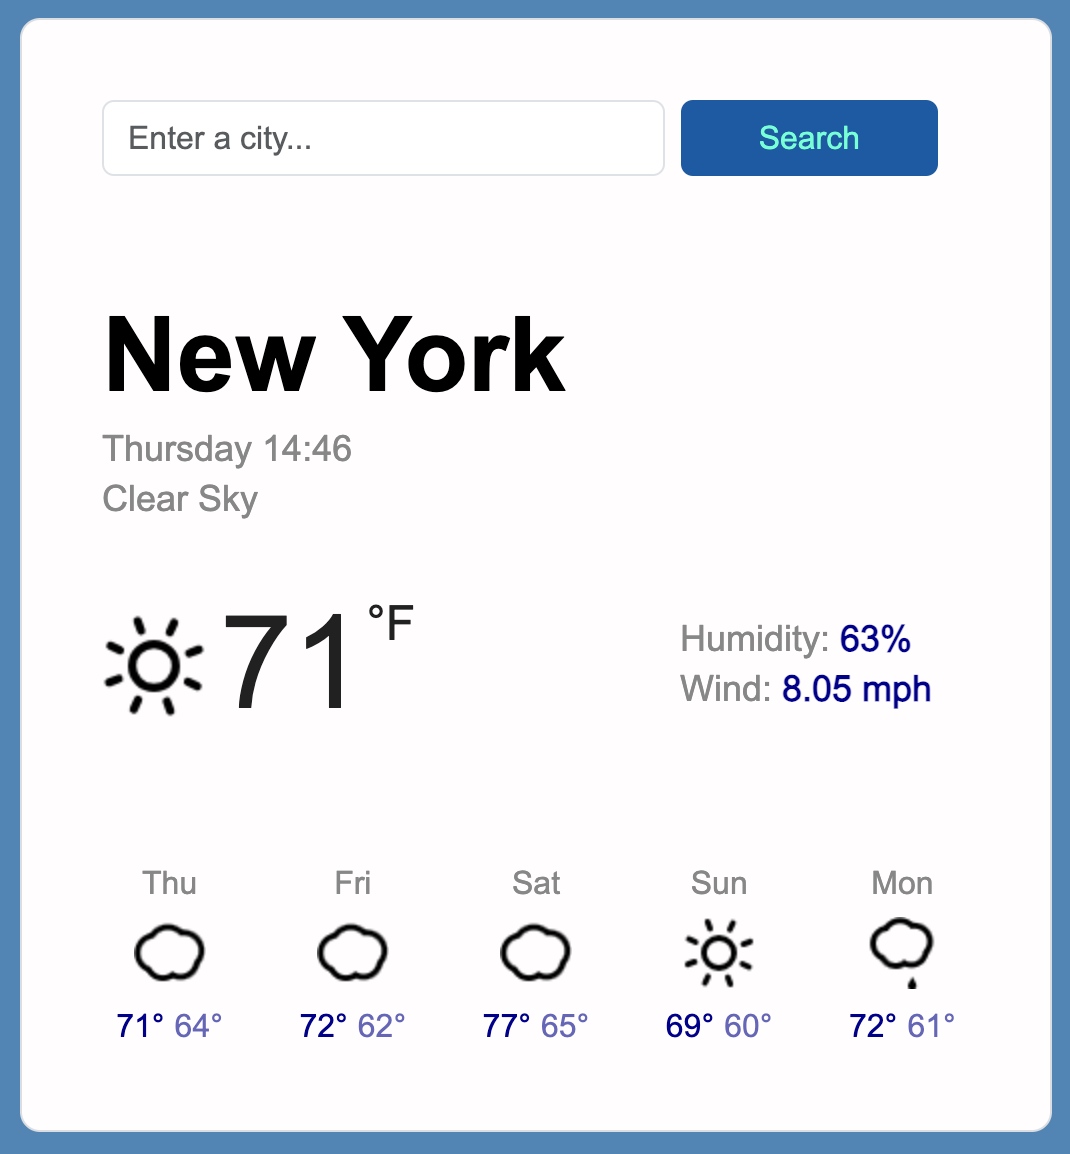 Enter a city...
Search
New York
Thursday 14:46
Clear Sky
71 °F
Humidity: 63%
Wind: 8.05 mph
Thu Fri Sat Sun Mon
71° 64° 72° 62° 77° 65° 69° 60° 72° 61°